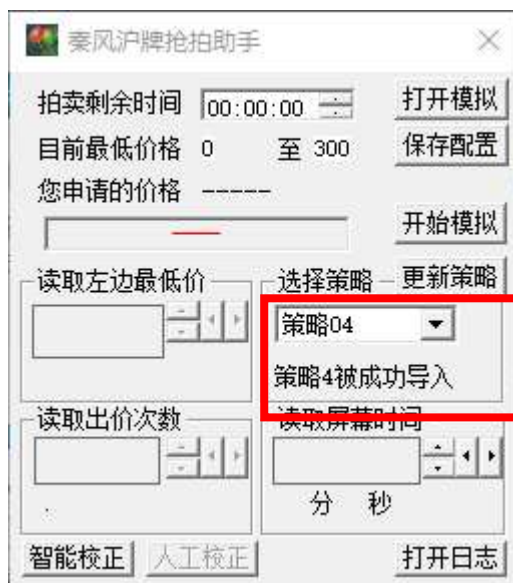 秦风沪牌抢拍助手
拍卖剩余时间 00:00:00 打开模拟
目前最低价格 0 至 300 保存配置
您申请的价格 -----
开始模拟
读取左边最低价 选择策略 更新策略
策略04
策略4被成功导入
读取出价次数 读取屏幕时间
. 分 秒
智能校正 人工校正 打开日志